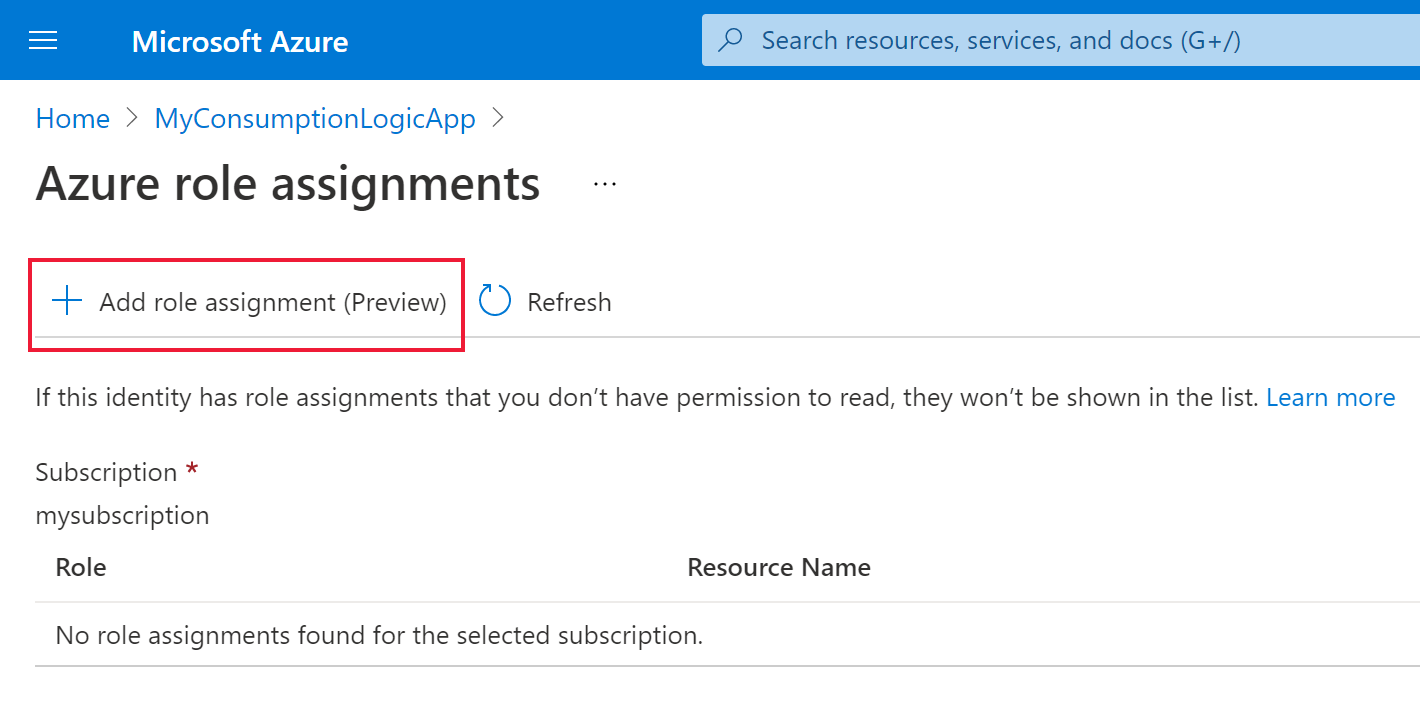 Microsoft Azure
Search resources, services, and docs (G+/)
Home > MyConsumptionLogicApp >
Azure role assignments ...
+ Add role assignment (Preview) Refresh
If this identity has role assignments that you don’t have permission to read, they won’t be shown in the list. Learn more
Subscription *
mysubscription
Role Resource Name
No role assignments found for the selected subscription.